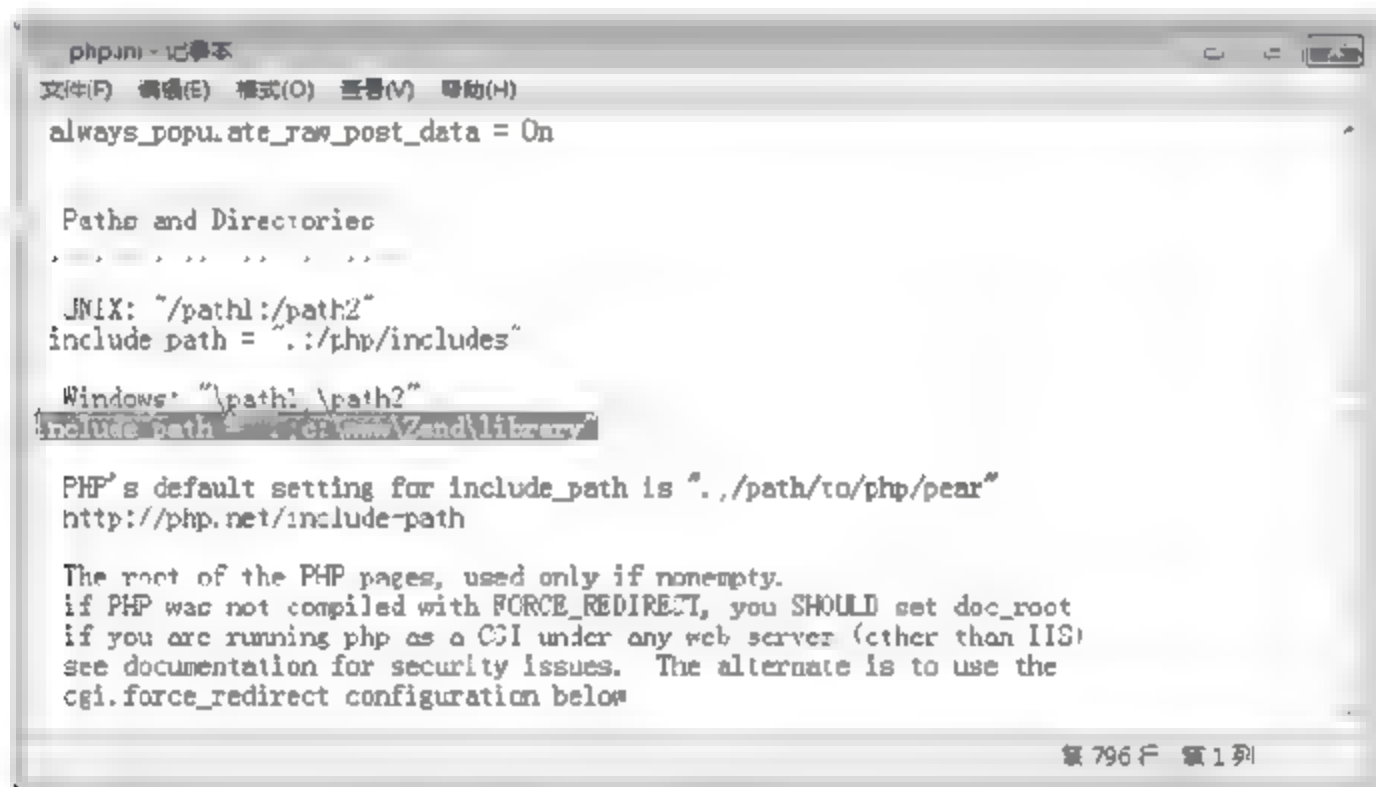 php.ini - 记事本
文件(F) 编辑(E) 格式(O) 查看(V) 帮助(H)
always_populate_raw_post_data = On
Paths and Directories
UNIX: "/path1:/path2"
include path = ".:/php/includes"
Windows: "\path1 \path2"
include path = ".;c:\www\Zend\library"
PHP's default setting for include_path is ".;/path/to/php/pear"
http://php.net/include-path
The root of the PHP pages, used only if nonempty.
if PHP was not compiled with FORCE_REDIRECT, you SHOULD set doc_root
if you are running php as a CGI under any web server (other than IIS)
see documentation for security issues. The alternate is to use the
cgi.force_redirect configuration below
第 796 行 第 1 列